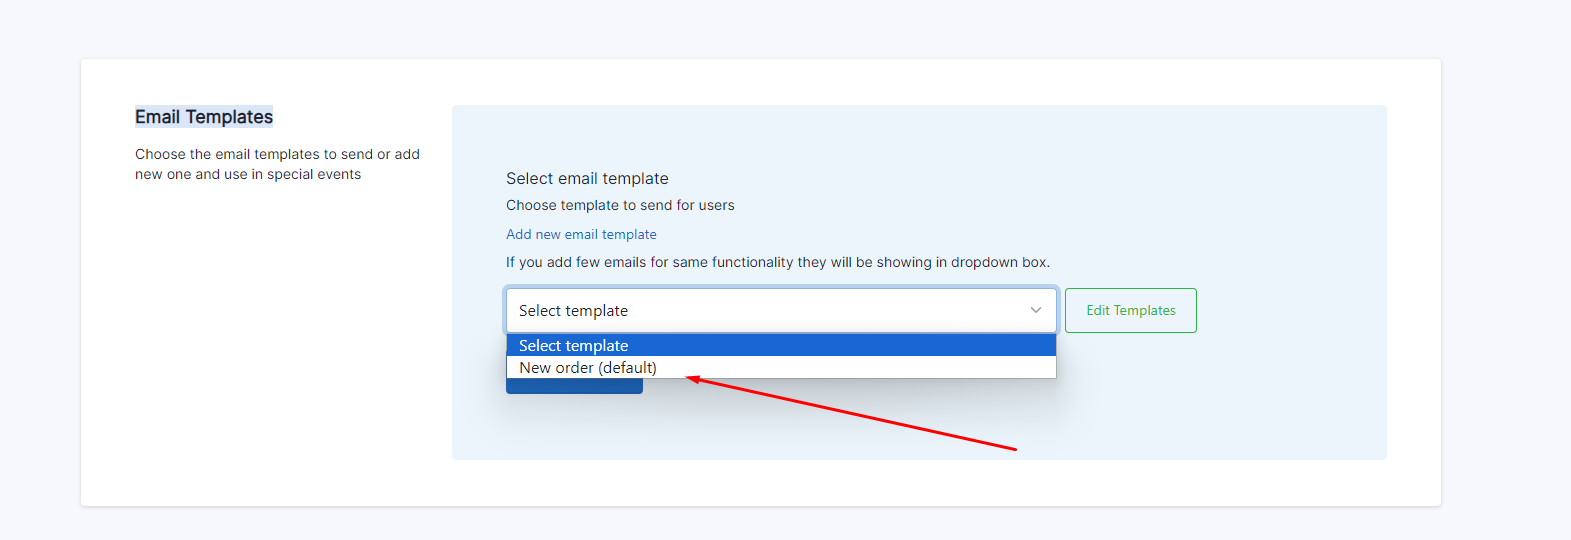 Email Templates
Choose the email templates to send or add
new one and use in special events
Select email template
Choose template to send for users
Add new email template
If you add few emails for same functionality they will be showing in dropdown box.
Select template
Edit Templates
Select template
New order (default)